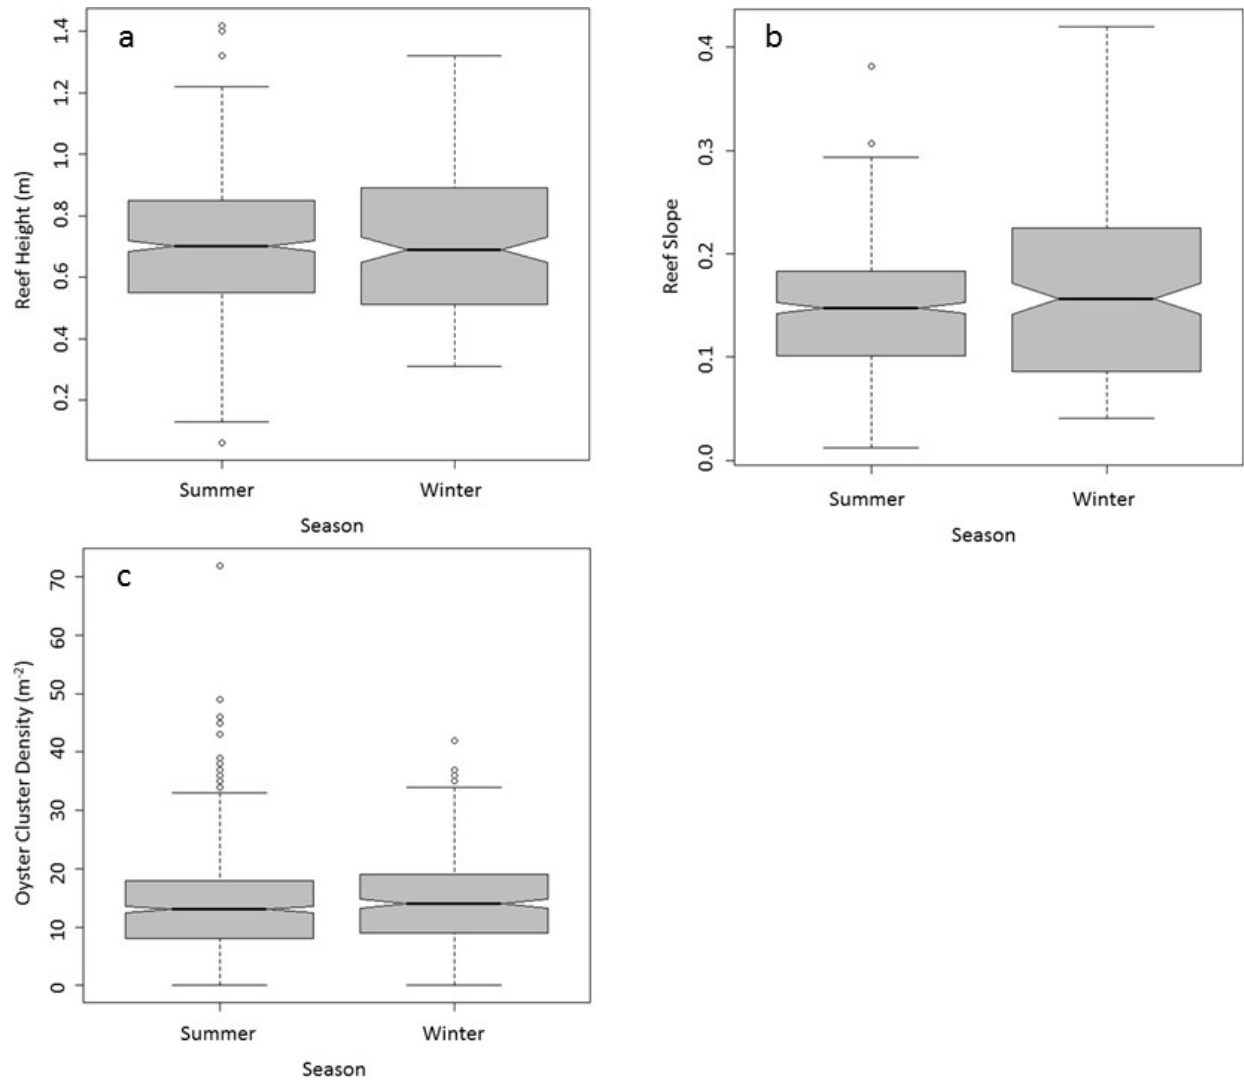 a
1.4
1.2
1.0
0.8
0.6
0.4
0.2
Reef Height (m)
Summer
Winter
Season
b
0.4
0.3
0.2
0.1
0.0
Reef Slope
Summer
Winter
Season
c
70
60
50
40
30
20
10
0
Oyster Cluster Density (m⁻²)
Summer
Winter
Season